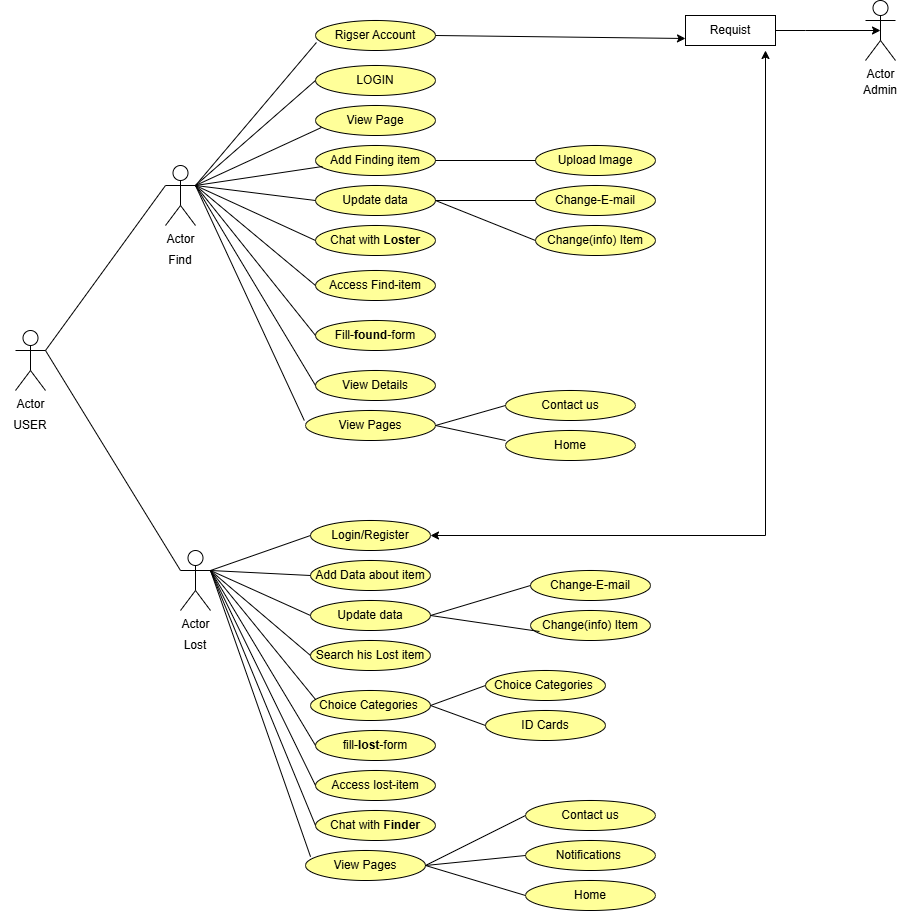 Rigser Account
Requist
Actor
Admin
LOGIN
View Page
Add Finding item
Upload Image
Update data
Change-E-mail
Chat with Loster
Change(info) Item
Actor
Find
Access Find-item
Fill-found-form
View Details
Actor
USER
View Pages
Contact us
Home
Login/Register
Add Data about item
Change-E-mail
Update data
Change(info) Item
Actor
Lost
Search his Lost item
Choice Categories
Choice Categories
ID Cards
fill-lost-form
Access lost-item
Chat with Finder
Contact us
View Pages
Notifications
Home